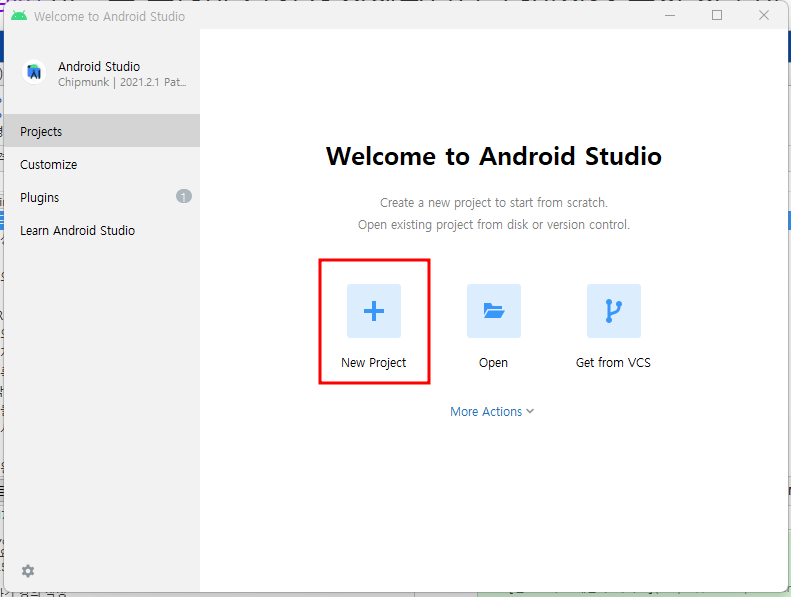 Welcome to Android Studio
Android Studio
Chipmunk | 2021.2.1 Pat...
Projects
Customize
Plugins
1
Learn Android Studio
Welcome to Android Studio
Create a new project to start from scratch.
Open existing project from disk or version control.
New Project
Open
Get from VCS
More Actions